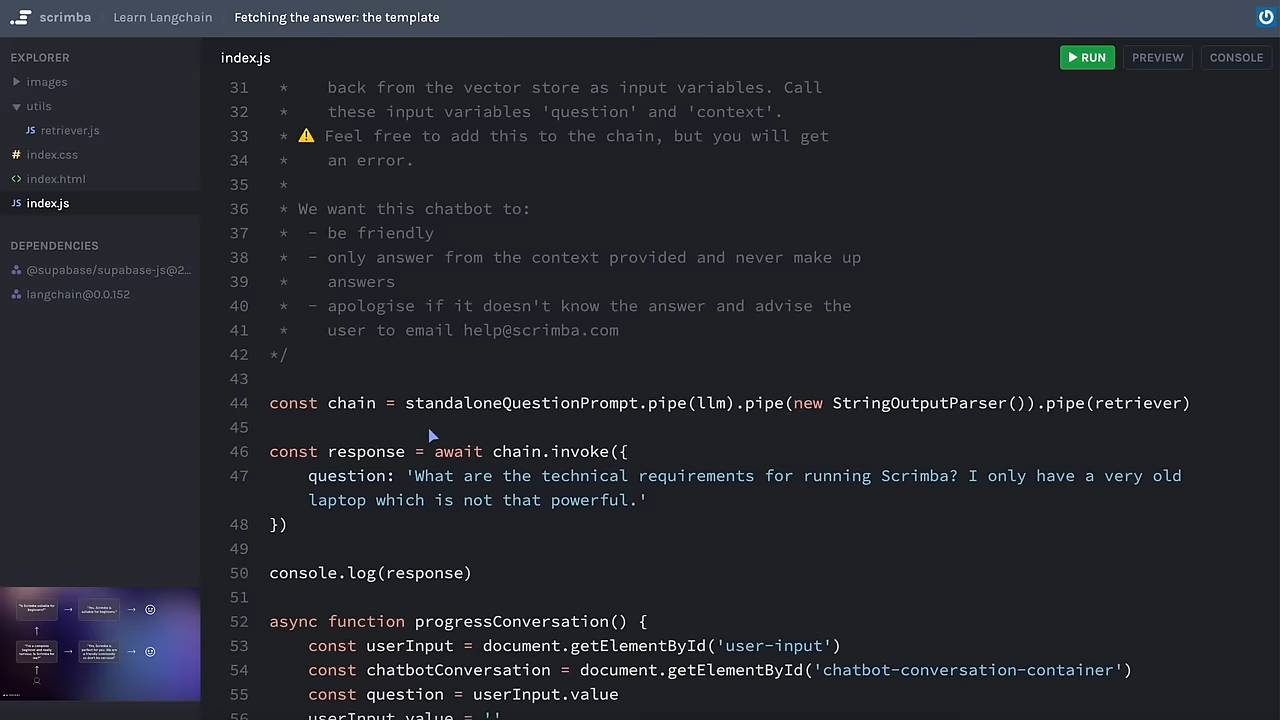 scrimba Learn Langchain Fetching the answer: the template
EXPLORER
images
utils
JS retriever.js
# index.css
<> index.html
JS index.js
DEPENDENCIES
@supabase/supabase-js@2...
langchain@0.0.152
index.js
RUN PREVIEW CONSOLE
31 * back from the vector store as input variables. Call
32 * these input variables 'question' and 'context'.
33 * ⚠️ Feel free to add this to the chain, but you will get
34 * an error.
35 *
36 * We want this chatbot to:
37 * - be friendly
38 * - only answer from the context provided and never make up
39 * answers
40 * - apologise if it doesn't know the answer and advise the
41 * user to email help@scrimba.com
42 */
43
44 const chain = standaloneQuestionPrompt.pipe(llm).pipe(new StringOutputParser()).pipe(retriever)
45
46 const response = await chain.invoke({
47 question: 'What are the technical requirements for running Scrimba? I only have a very old
laptop which is not that powerful.'
48 })
49
50 console.log(response)
51
52 async function progressConversation() {
53 const userInput = document.getElementById('user-input')
54 const chatbotConversation = document.getElementById('chatbot-conversation-container')
55 const question = userInput.value
56 userInput.value = ''